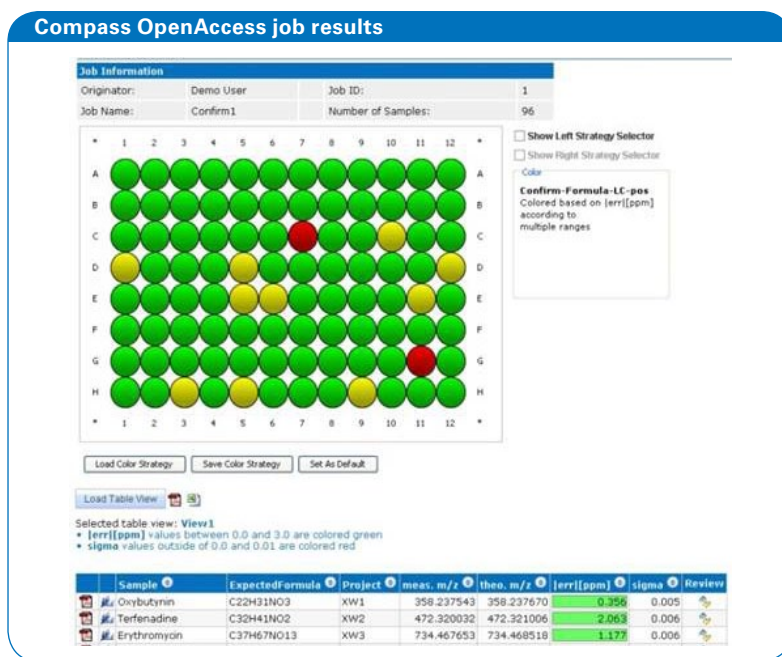 Compass OpenAccess job results
Job Information
Originator: Demo User Job ID: 1
Job Name: Confirm1 Number of Samples: 96
* 1 2 3 4 5 6 7 8 9 10 11 12 *
A A
B B
C C
D D
E E
F F
G G
H H
* 1 2 3 4 5 6 7 8 9 10 11 12 *
Show Left Strategy Selector
Show Right Strategy Selector
Color
Confirm-Formula-LC-pos
Colored based on |err|[ppm]
according to
multiple ranges
Load Color Strategy Save Color Strategy Set As Default
Load Table View
Selected table view: View1
• |err|[ppm] values between 0.0 and 3.0 are colored green
• sigma values outside of 0.0 and 0.01 are colored red
Sample ExpectedFormula Project meas. m/z theo. m/z |err|[ppm] sigma Review
Oxybutynin C22H31NO3 XW1 358.237543 358.237670 0.356 0.005
Terfenadine C32H41NO2 XW2 472.320032 472.321006 2.063 0.006
Erythromycin C37H67NO13 XW3 734.467653 734.468518 1.177 0.006